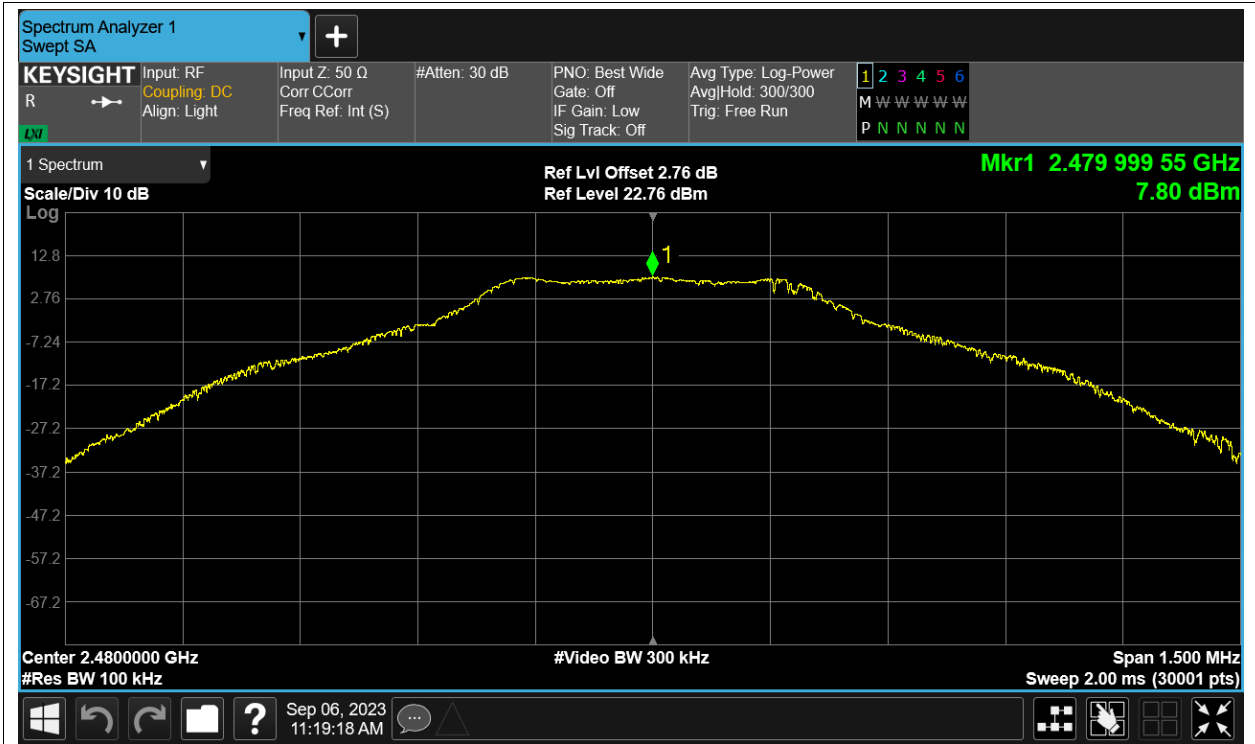 Spectrum Analyzer 1
Swept SA
KEYSIGHT
R
LXI
Input: RF
Coupling: DC
Align: Light
Input Z: 50 Ω
Corr CCorr
Freq Ref: Int (S)
#Atten: 30 dB
PNO: Best Wide
Gate: Off
IF Gain: Low
Sig Track: Off
Avg Type: Log-Power
Avg|Hold: 300/300
Trig: Free Run
1 2 3 4 5 6
M W W W W W
P N N N N N
1 Spectrum
Scale/Div 10 dB
Log
Ref Lvl Offset 2.76 dB
Ref Level 22.76 dBm
Mkr1 2.479 999 55 GHz
7.80 dBm
1
12.8
2.76
-7.24
-17.2
-27.2
-37.2
-47.2
-57.2
-67.2
Center 2.4800000 GHz
#Video BW 300 kHz
Span 1.500 MHz
#Res BW 100 kHz
Sweep 2.00 ms (30001 pts)
?
Sep 06, 2023
11:19:18 AM